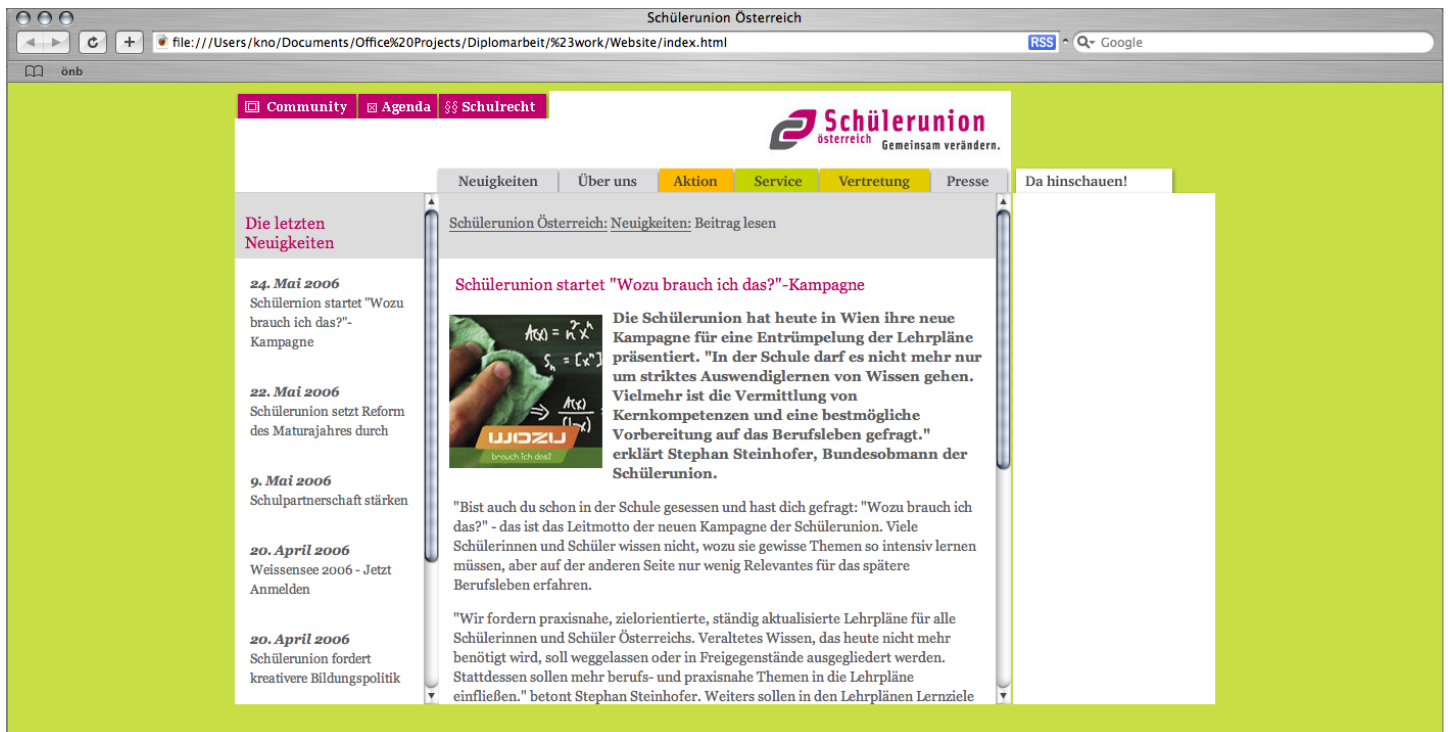 Schülerunion Österreich
file:///Users/kno/Documents/Office%20Projects/Diplomarbeit/%23work/Website/index.html
RSS
Google
önb
Community
Agenda
§§ Schulrecht
Schülerunion
österreich Gemeinsam verändern.
Neuigkeiten
Über uns
Aktion
Service
Vertretung
Presse
Da hinschauen!
Die letzten
Neuigkeiten
24. Mai 2006
Schülernion startet "Wozu
brauch ich das?"-
Kampagne
22. Mai 2006
Schülerunion setzt Reform
des Maturajahres durch
9. Mai 2006
Schulpartnerschaft stärken
20. April 2006
Weissensee 2006 - Jetzt
Anmelden
20. April 2006
Schülerunion fordert
kreativere Bildungspolitik
Schülerunion Österreich: Neuigkeiten: Beitrag lesen
Schülerunion startet "Wozu brauch ich das?"-Kampagne
WOZU
brauch ich das?
Die Schülerunion hat heute in Wien ihre neue
Kampagne für eine Entrümpelung der Lehrpläne
präsentiert. "In der Schule darf es nicht mehr nur
um striktes Auswendiglernen von Wissen gehen.
Vielmehr ist die Vermittlung von
Kernkompetenzen und eine bestmögliche
Vorbereitung auf das Berufsleben gefragt."
erklärt Stephan Steinhofer, Bundesobmann der
Schülerunion.
"Bist auch du schon in der Schule gesessen und hast dich gefragt: "Wozu brauch ich
das?" - das ist das Leitmotto der neuen Kampagne der Schülerunion. Viele
Schülerinnen und Schüler wissen nicht, wozu sie gewisse Themen so intensiv lernen
müssen, aber auf der anderen Seite nur wenig Relevantes für das spätere
Berufsleben erfahren.
"Wir fordern praxisnahe, zielorientierte, ständig aktualisierte Lehrpläne für alle
Schülerinnen und Schüler Österreichs. Veraltetes Wissen, das heute nicht mehr
benötigt wird, soll weggelassen oder in Freigegenstände ausgegliedert werden.
Stattdessen sollen mehr berufs- und praxisnahe Themen in die Lehrpläne
einfließen." betont Stephan Steinhofer. Weiters sollen in den Lehrplänen Lernziele